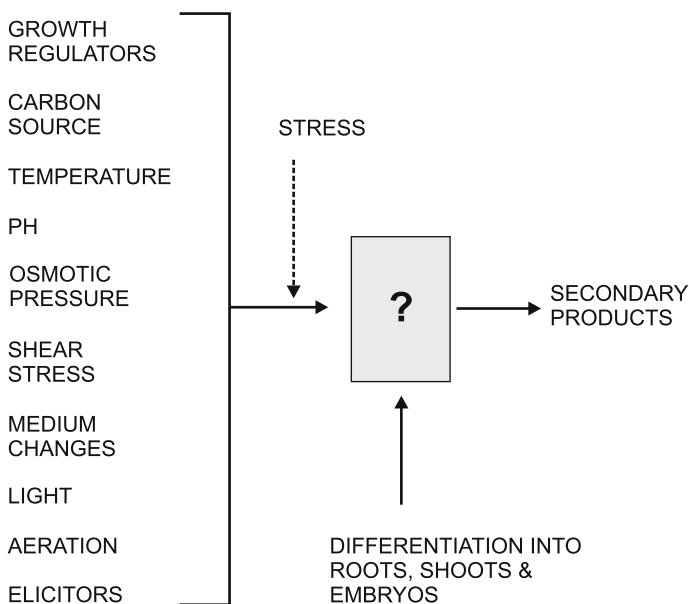 GROWTH
REGULATORS
CARBON
SOURCE
TEMPERATURE
PH
OSMOTIC
PRESSURE
SHEAR
STRESS
MEDIUM
CHANGES
LIGHT
AERATION
ELICITORS
STRESS
?
SECONDARY
PRODUCTS
DIFFERENTIATION INTO
ROOTS, SHOOTS &
EMBRYOS